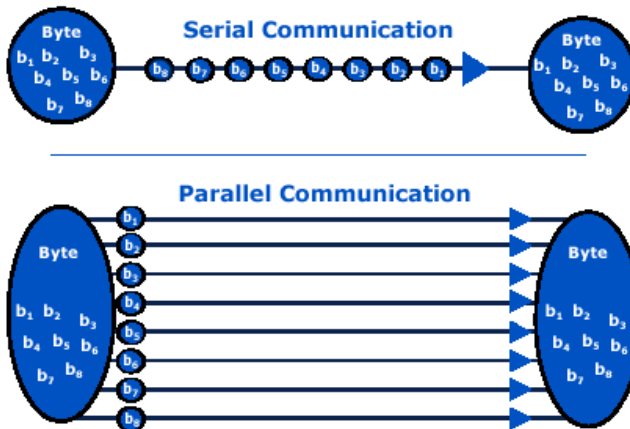 Serial Communication
Byte
b1 b2 b3
b4 b5 b6
b7 b8
b8 b7 b6 b5 b4 b3 b2 b1
Byte
b1 b2 b3
b4 b5 b6
b7 b8
Parallel Communication
Byte
b1 b2 b3
b4 b5 b6
b7 b8
b1
b2
b3
b4
b5
b6
b7
b8
Byte
b1 b2 b3
b4 b5 b6
b7 b8